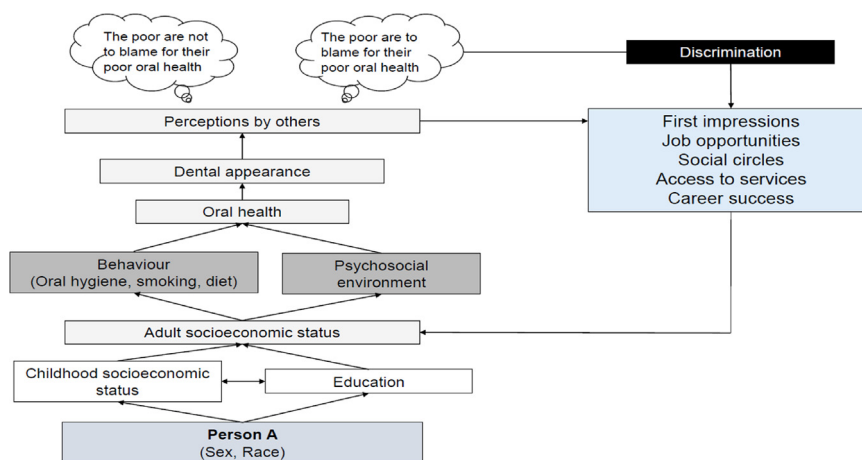 The poor are not
to blame for their
poor oral health
The poor are to
blame for their
poor oral health
Discrimination
Perceptions by others
First impressions
Job opportunities
Social circles
Access to services
Career success
Dental appearance
Oral health
Behaviour
(Oral hygiene, smoking, diet)
Psychosocial
environment
Adult socioeconomic status
Childhood socioeconomic
status
Education
Person A
(Sex, Race)